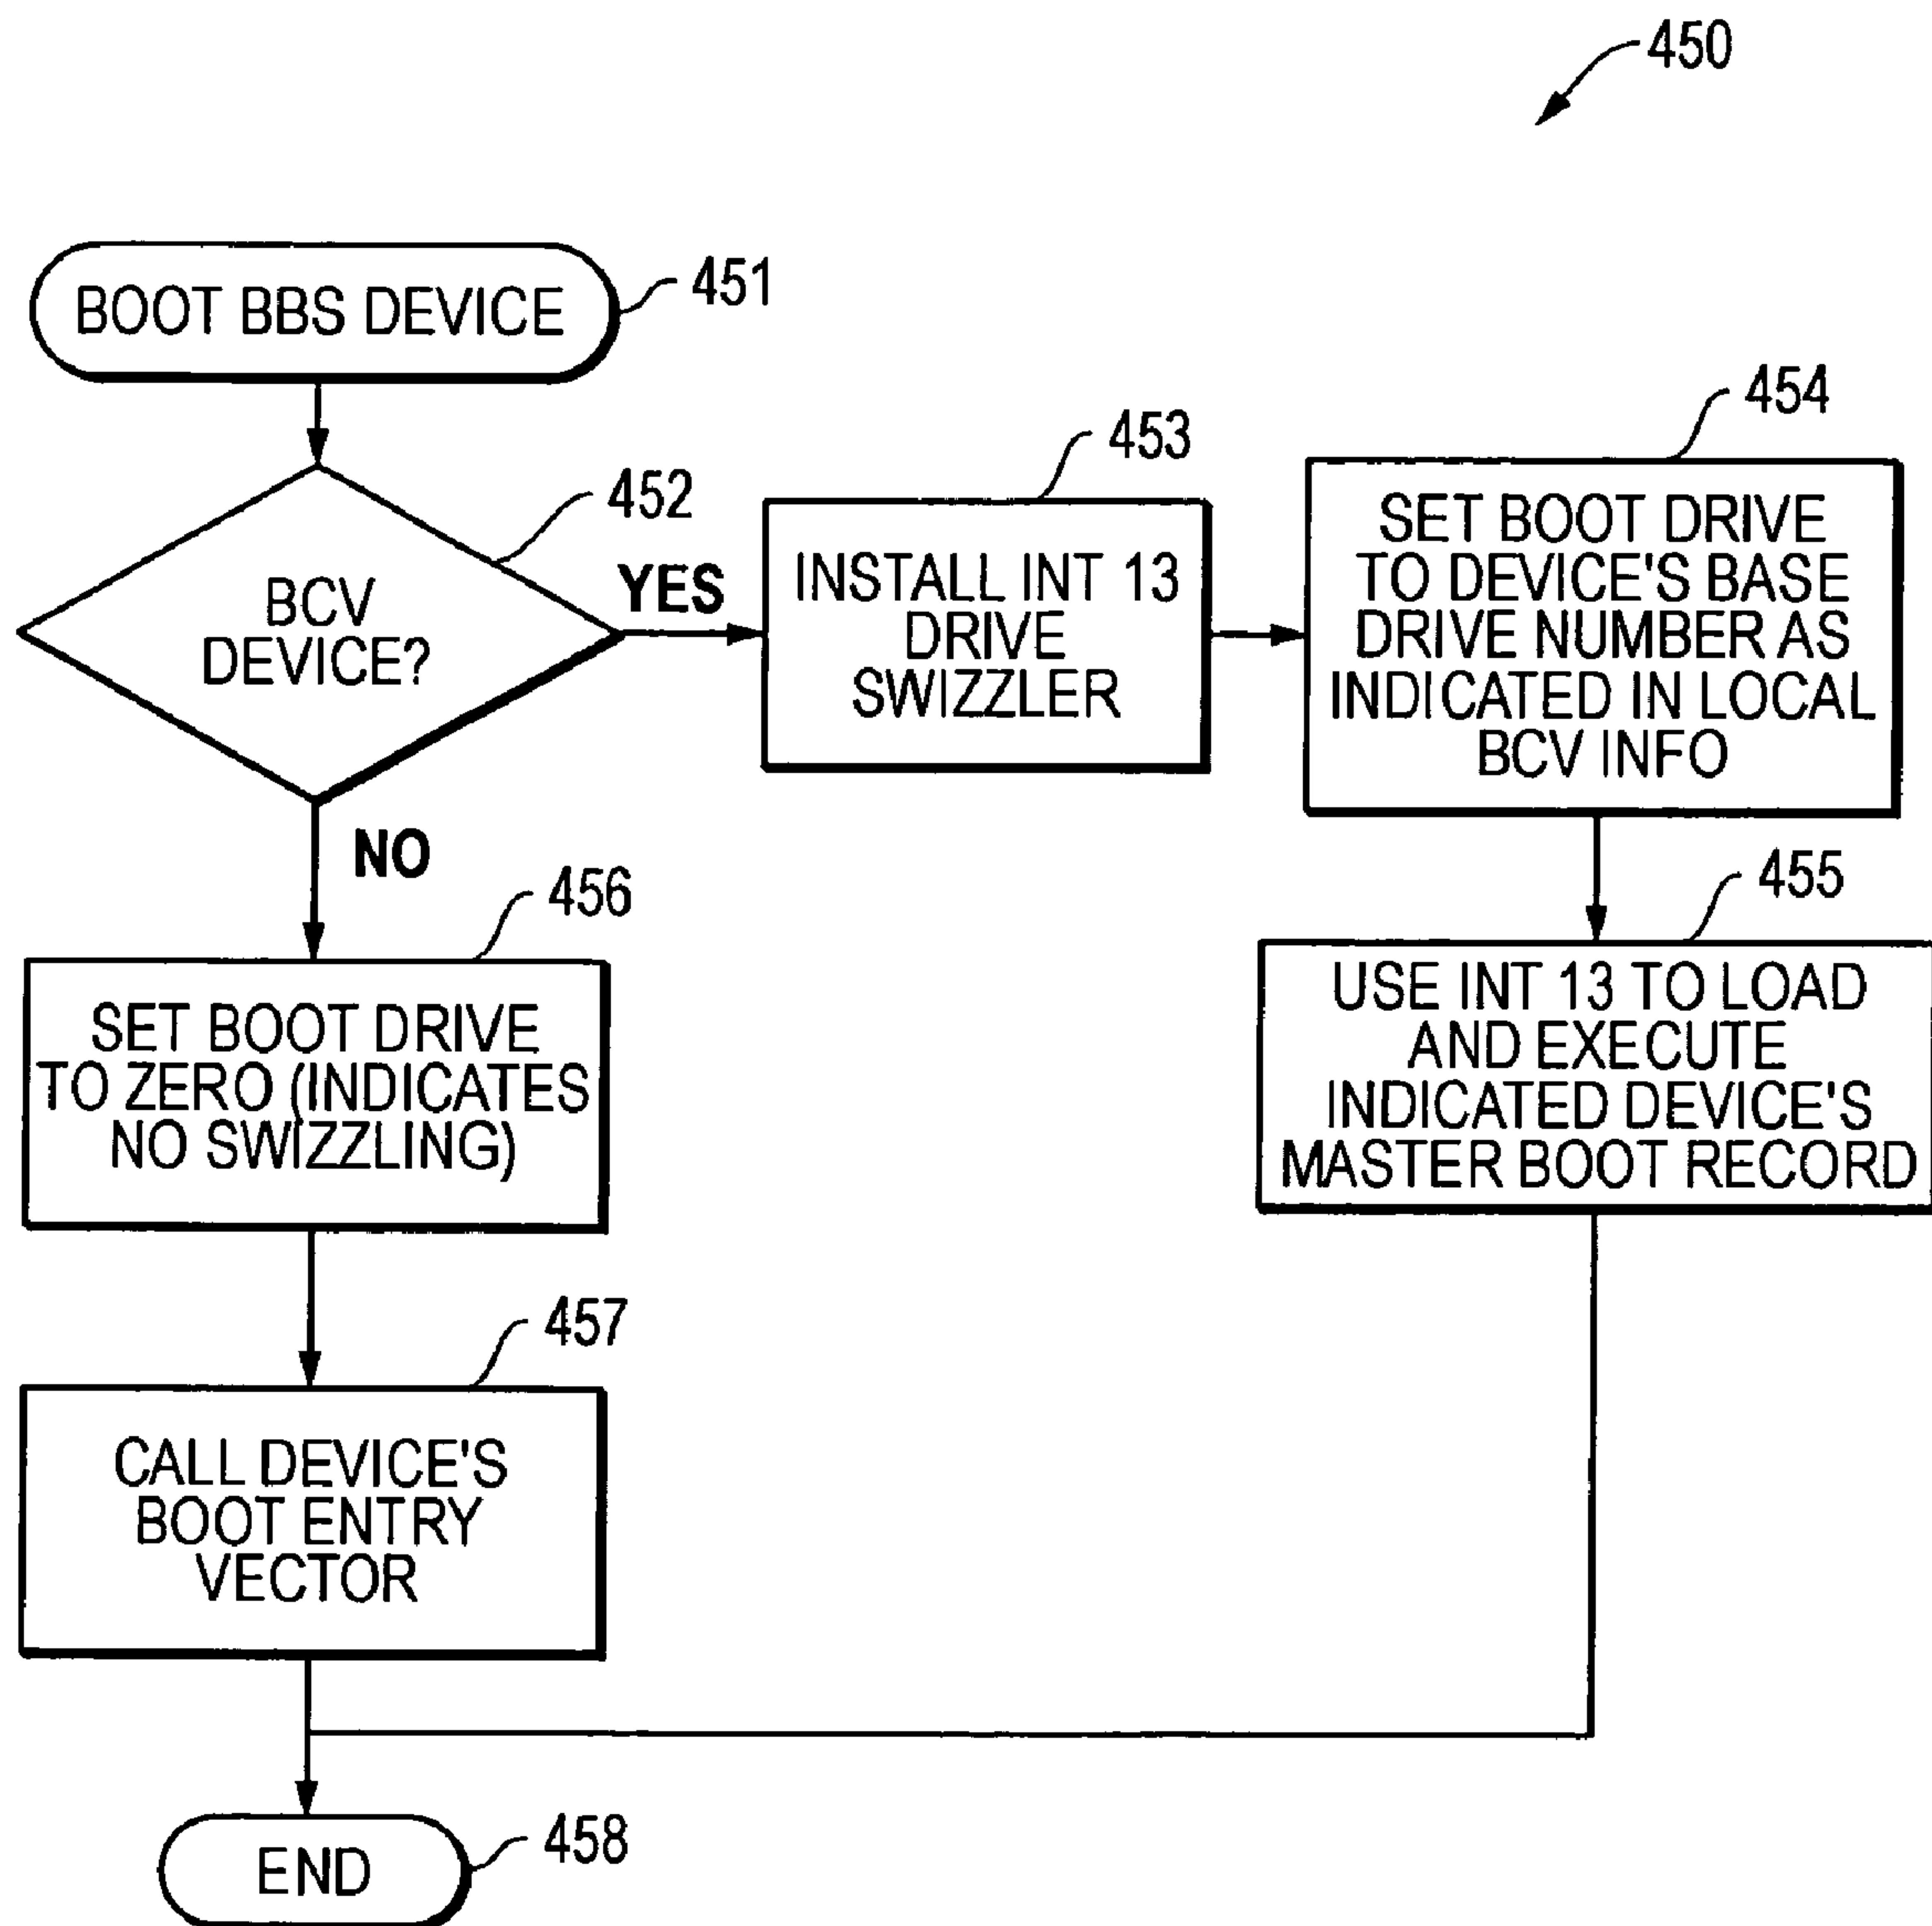 450
BOOT BBS DEVICE
451
BCV
DEVICE?
452
YES
INSTALL INT 13
DRIVE
SWIZZLER
453
SET BOOT DRIVE
TO DEVICE'S BASE
DRIVE NUMBER AS
INDICATED IN LOCAL
BCV INFO
454
USE INT 13 TO LOAD
AND EXECUTE
INDICATED DEVICE'S
MASTER BOOT RECORD
455
NO
SET BOOT DRIVE
TO ZERO (INDICATES
NO SWIZZLING)
456
CALL DEVICE'S
BOOT ENTRY
VECTOR
457
END
458